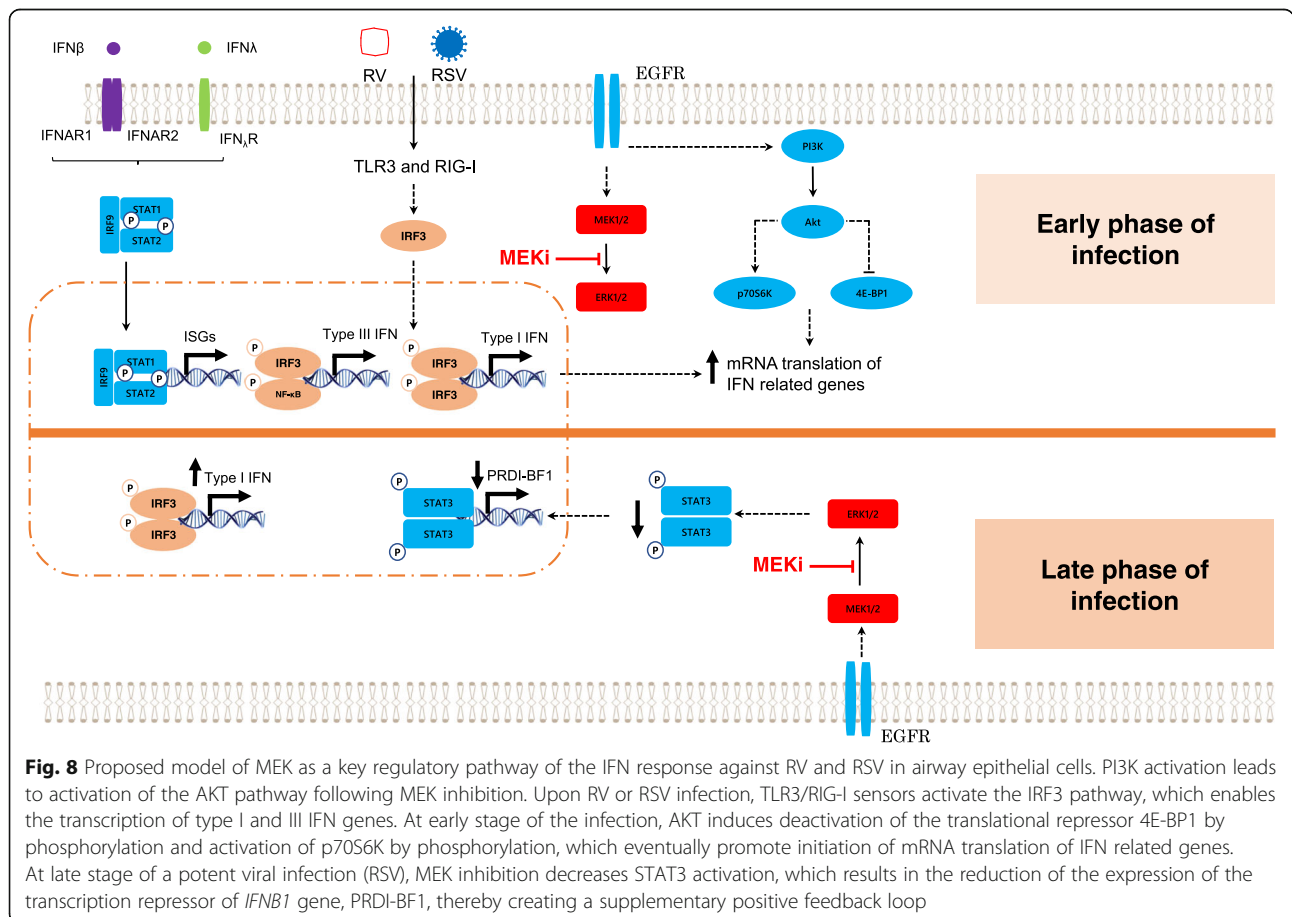 IFNβ
IFNλ
RV
RSV
EGFR
IFNAR1
IFNAR2
IFNλR
TLR3 and RIG-I
PI3K
IRF9
STAT1
P
P
STAT2
IRF3
MEK1/2
MEKi
ERK1/2
Akt
p70S6K
4E-BP1
Early phase of
infection
ISGs
Type III IFN
Type I IFN
IRF9
STAT1
P
P
STAT2
P
IRF3
P
NF-κB
P
IRF3
P
IRF3
mRNA translation of
IFN related genes
Type I IFN
P
IRF3
P
IRF3
PRDI-BF1
P
STAT3
STAT3
P
P
STAT3
STAT3
P
ERK1/2
MEKi
MEK1/2
EGFR
Late phase of
infection
Fig. 8 Proposed model of MEK as a key regulatory pathway of the IFN response against RV and RSV in airway epithelial cells. PI3K activation leads
to activation of the AKT pathway following MEK inhibition. Upon RV or RSV infection, TLR3/RIG-I sensors activate the IRF3 pathway, which enables
the transcription of type I and III IFN genes. At early stage of the infection, AKT induces deactivation of the translational repressor 4E-BP1 by
phosphorylation and activation of p70S6K by phosphorylation, which eventually promote initiation of mRNA translation of IFN related genes.
At late stage of a potent viral infection (RSV), MEK inhibition decreases STAT3 activation, which results in the reduction of the expression of the
transcription repressor of IFNB1 gene, PRDI-BF1, thereby creating a supplementary positive feedback loop